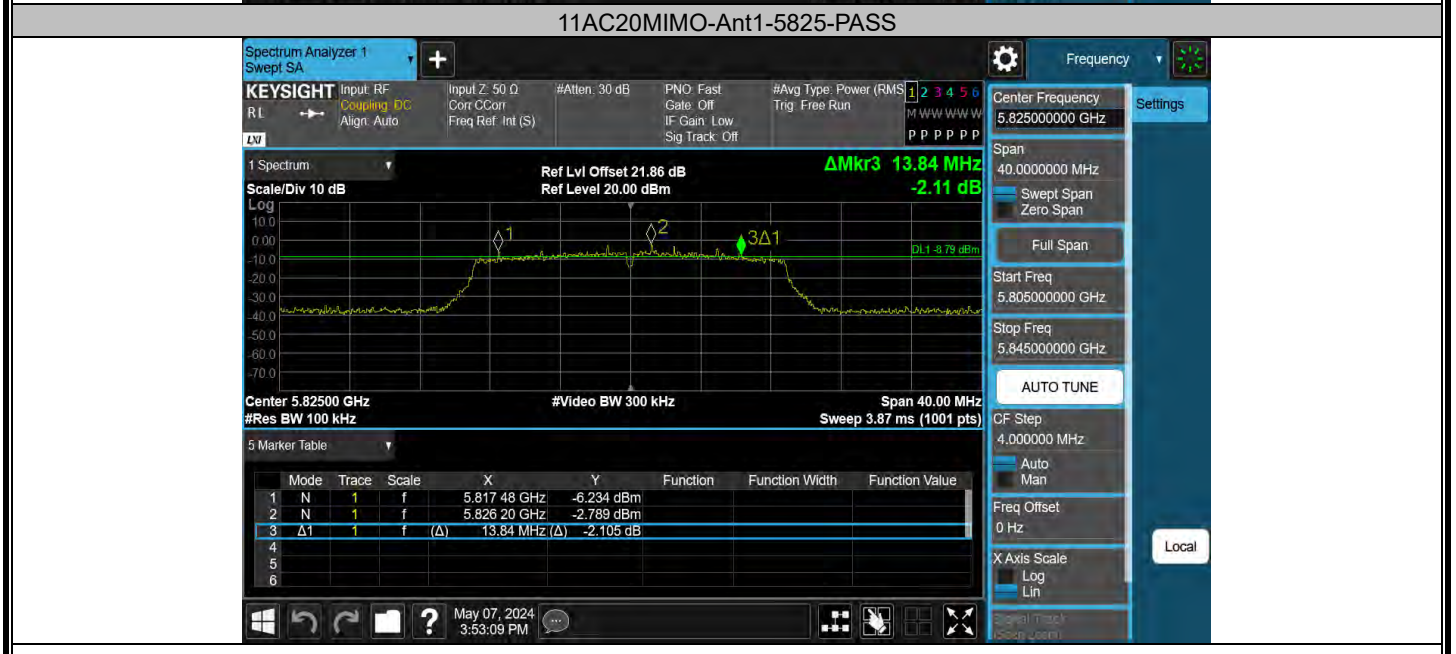 11AC20MIMO-Ant1-5825-PASS
Spectrum Analyzer 1
Swept SA
+
Frequency
KEYSIGHT
RL
LXI
Input: RF
Coupling: DC
Align: Auto
Input Z: 50 Ω
Corr CCorr
Freq Ref: Int (S)
#Atten: 30 dB
PNO: Fast
Gate: Off
IF Gain: Low
Sig Track: Off
#Avg Type: Power (RMS
Trig: Free Run
1 2 3 4 5 6
M W W W W W
P P P P P P
Center Frequency
5.825000000 GHz
Settings
Span
40.0000000 MHz
Swept Span
Zero Span
Full Span
Start Freq
5.805000000 GHz
Stop Freq
5.845000000 GHz
AUTO TUNE
CF Step
4.000000 MHz
Auto
Man
Freq Offset
0 Hz
X Axis Scale
Log
Lin
Local
1 Spectrum
Scale/Div 10 dB
Ref Lvl Offset 21.86 dB
Ref Level 20.00 dBm
ΔMkr3 13.84 MHz
-2.11 dB
Log
10.0
0.00
-10.0
-20.0
-30.0
-40.0
-50.0
-60.0
-70.0
1
2
3Δ1
DL1 -8.79 dBm
Center 5.82500 GHz
#Video BW 300 kHz
Span 40.00 MHz
#Res BW 100 kHz
Sweep 3.87 ms (1001 pts)
5 Marker Table
Mode Trace Scale X Y Function Function Width Function Value
1 N 1 f 5.817 48 GHz -6.234 dBm
2 N 1 f 5.826 20 GHz -2.789 dBm
3 Δ1 1 f (Δ) 13.84 MHz (Δ) -2.105 dB
4
5
6
?
May 07, 2024
3:53:09 PM